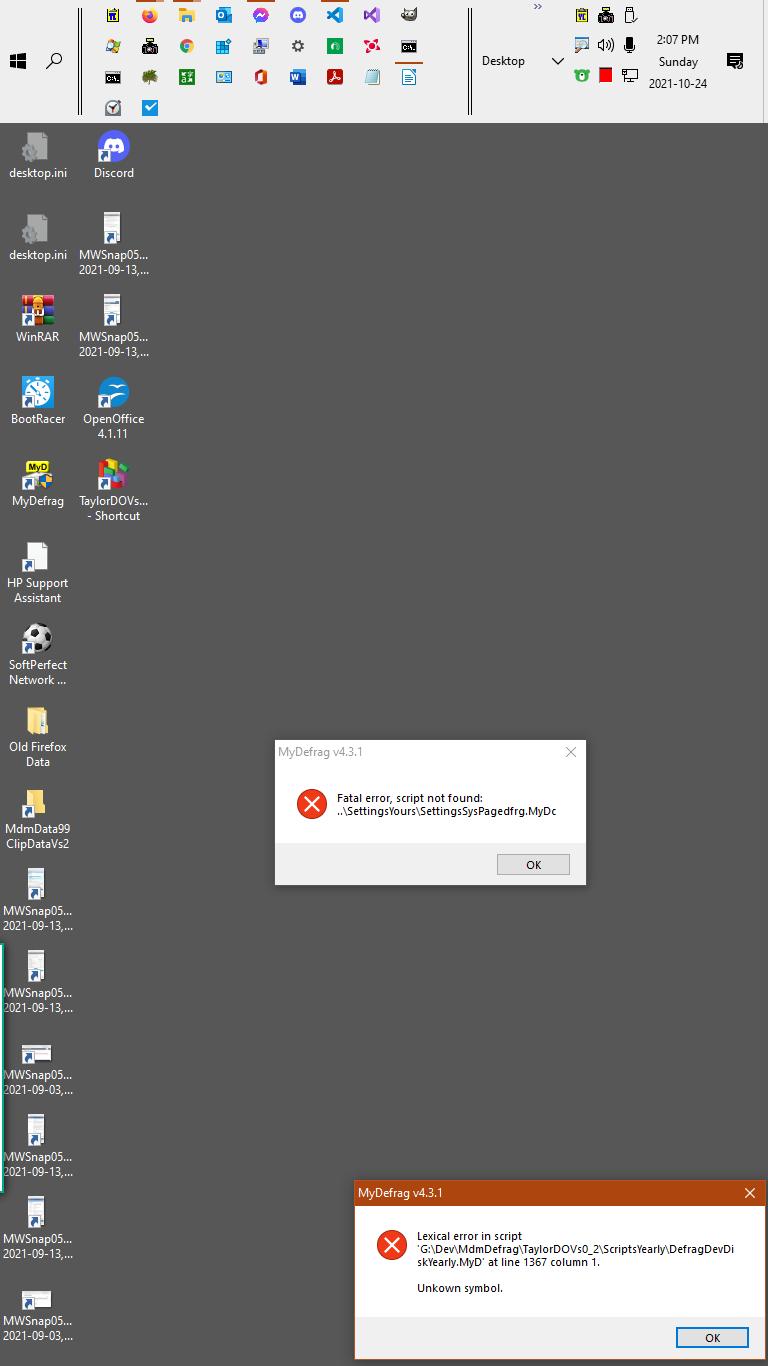 Desktop
2:07 PM
Sunday
2021-10-24
desktop.ini
Discord
desktop.ini
MWSnap05...
2021-09-13,...
WinRAR
MWSnap05...
2021-09-13,...
BootRacer
OpenOffice
4.1.11
MyD
MyDefrag
TaylorDOVs...
- Shortcut
HP Support
Assistant
SoftPerfect
Network ...
Old Firefox
Data
MdmData99
ClipDataVs2
MWSnap05...
2021-09-13,...
MWSnap05...
2021-09-13,...
MWSnap05...
2021-09-03,...
MWSnap05...
2021-09-13,...
MWSnap05...
2021-09-13,...
MWSnap05...
2021-09-03,...
MyDefrag v4.3.1
Fatal error, script not found:
..\SettingsYours\SettingsSysPagedfrg.MyDc
OK
MyDefrag v4.3.1
Lexical error in script
'G:\Dev\MdmDefrag\TaylorDOVs0_2\ScriptsYearly\DefragDevDi
skYearly.MyD' at line 1367 column 1.
Unkown symbol.
OK